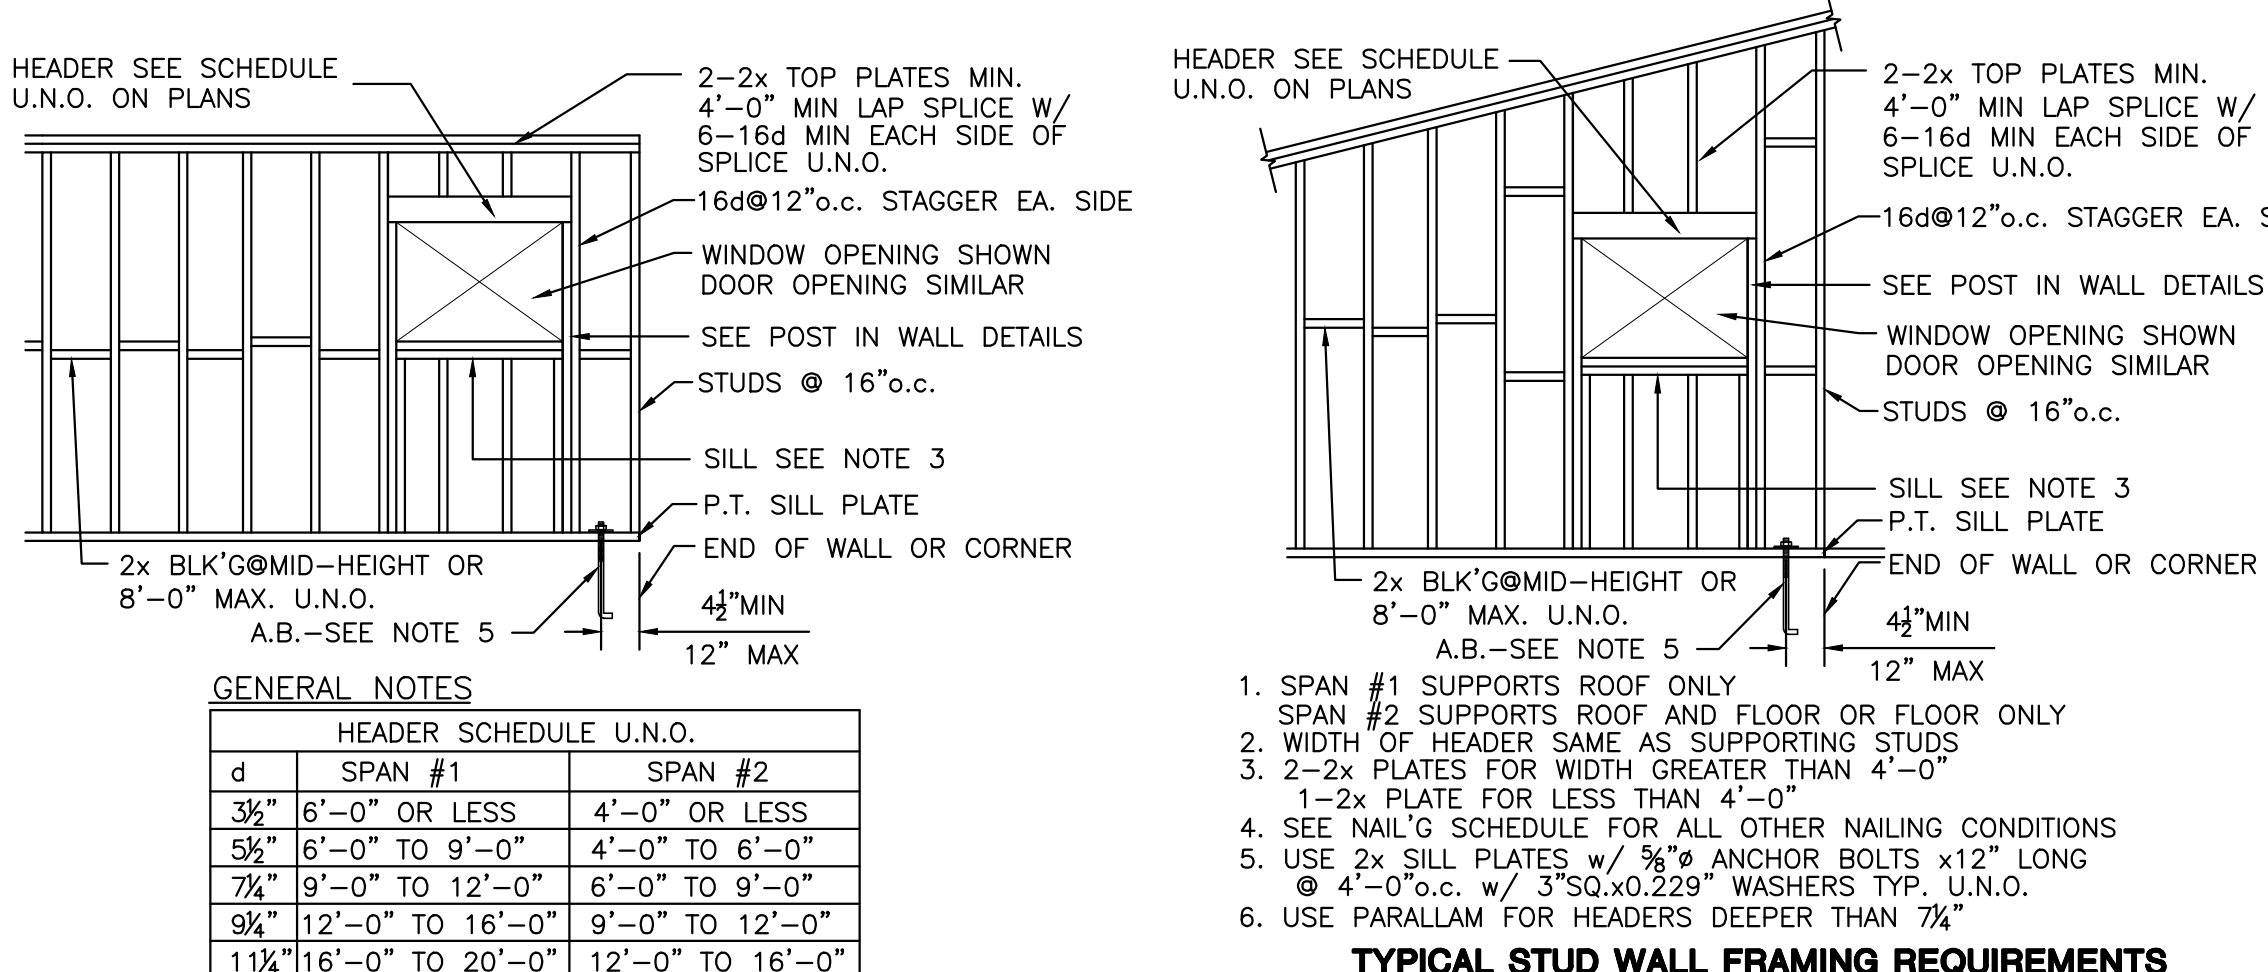 HEADER SEE SCHEDULE
U.N.O. ON PLANS
2-2x TOP PLATES MIN.
4'-0" MIN LAP SPLICE W/
6-16d MIN EACH SIDE OF
SPLICE U.N.O.
16d@12"o.c. STAGGER EA. SIDE
WINDOW OPENING SHOWN
DOOR OPENING SIMILAR
SEE POST IN WALL DETAILS
STUDS @ 16"o.c.
SILL SEE NOTE 3
P.T. SILL PLATE
END OF WALL OR CORNER
2x BLK'G@MID-HEIGHT OR
8'-0" MAX. U.N.O.
A.B.-SEE NOTE 5
4½"MIN
12" MAX
HEADER SEE SCHEDULE
U.N.O. ON PLANS
2-2x TOP PLATES MIN.
4'-0" MIN LAP SPLICE W/
6-16d MIN EACH SIDE OF
SPLICE U.N.O.
16d@12"o.c. STAGGER EA.
SEE POST IN WALL DETAILS
WINDOW OPENING SHOWN
DOOR OPENING SIMILAR
STUDS @ 16"o.c.
SILL SEE NOTE 3
P.T. SILL PLATE
END OF WALL OR CORNER
2x BLK'G@MID-HEIGHT OR
8'-0" MAX. U.N.O.
A.B.-SEE NOTE 5
4½"MIN
12" MAX
GENERAL NOTES
HEADER SCHEDULE U.N.O.
d SPAN #1 SPAN #2
3½" 6'-0" OR LESS 4'-0" OR LESS
5½" 6'-0" TO 9'-0" 4'-0" TO 6'-0"
7¼" 9'-0" TO 12'-0" 6'-0" TO 9'-0"
9¼" 12'-0" TO 16'-0" 9'-0" TO 12'-0"
11¼" 16'-0" TO 20'-0" 12'-0" TO 16'-0"
1. SPAN #1 SUPPORTS ROOF ONLY
SPAN #2 SUPPORTS ROOF AND FLOOR OR FLOOR ONLY
2. WIDTH OF HEADER SAME AS SUPPORTING STUDS
3. 2-2x PLATES FOR WIDTH GREATER THAN 4'-0"
1-2x PLATE FOR LESS THAN 4'-0"
4. SEE NAIL'G SCHEDULE FOR ALL OTHER NAILING CONDITIONS
5. USE 2x SILL PLATES w/ ⅝"ø ANCHOR BOLTS x12" LONG
@ 4'-0"o.c. w/ 3"SQ.x0.229" WASHERS TYP. U.N.O.
6. USE PARALLAM FOR HEADERS DEEPER THAN 7¼"
TYPICAL STUD WALL FRAMING REQUIREMENTS